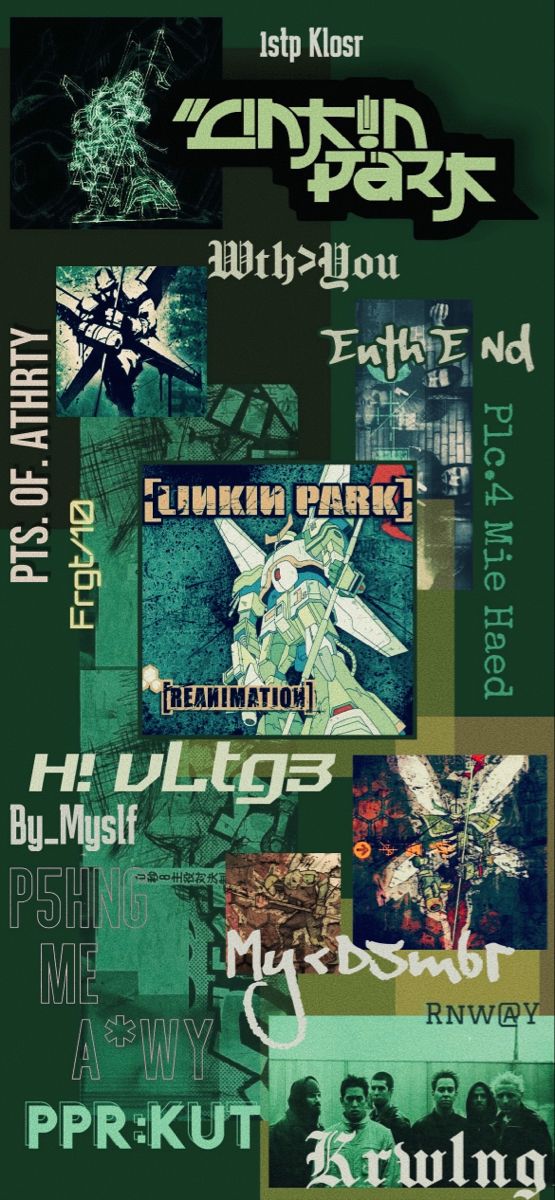 1stp Klosr
"LINKIN
PARK
Wth>You
Enth E Nd
PTS. OF. ATHRTY
Plc.4 Mie Haed
[LINKIN PARK]
Frgt/10
[REANIMATION]
H! vLtg3
By_Myslf
P5HNG
ME
A*WY
My<Dsmbr
RNW@Y
PPR:KUT
Krwlng